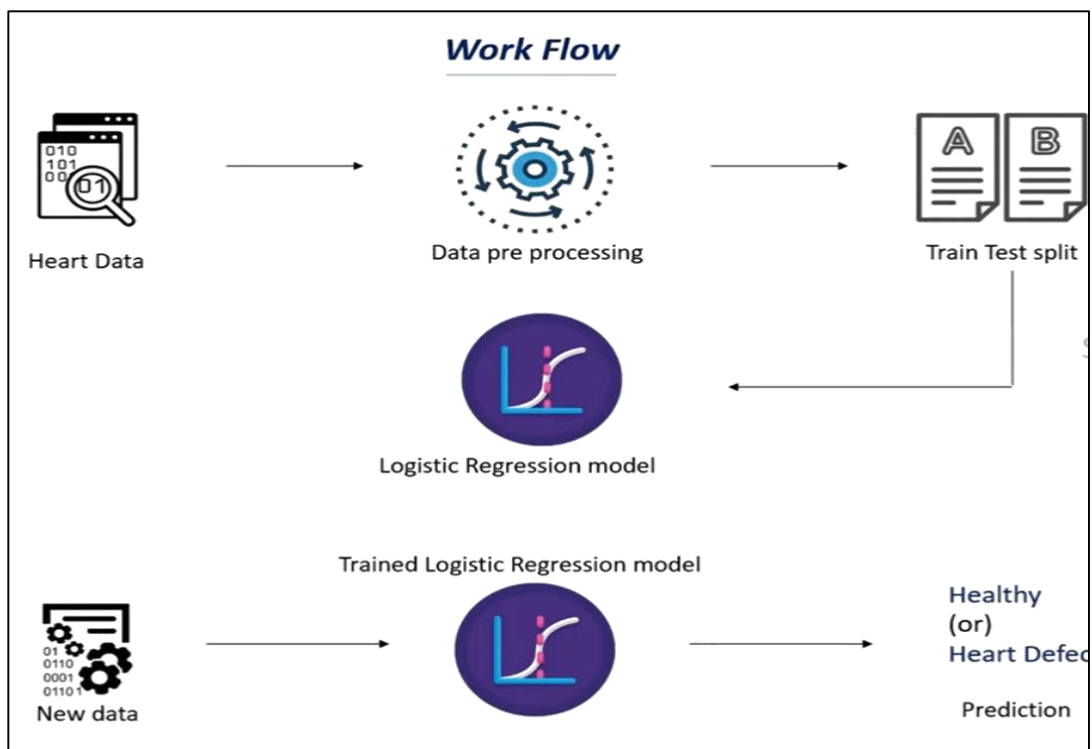 Work Flow
010
101
00
01
A
B
Heart Data
Data pre processing
Train Test split
S
Logistic Regression model
Trained Logistic Regression model
01
0110
0001
01101
New data
Healthy
(or)
Heart Defec
Prediction